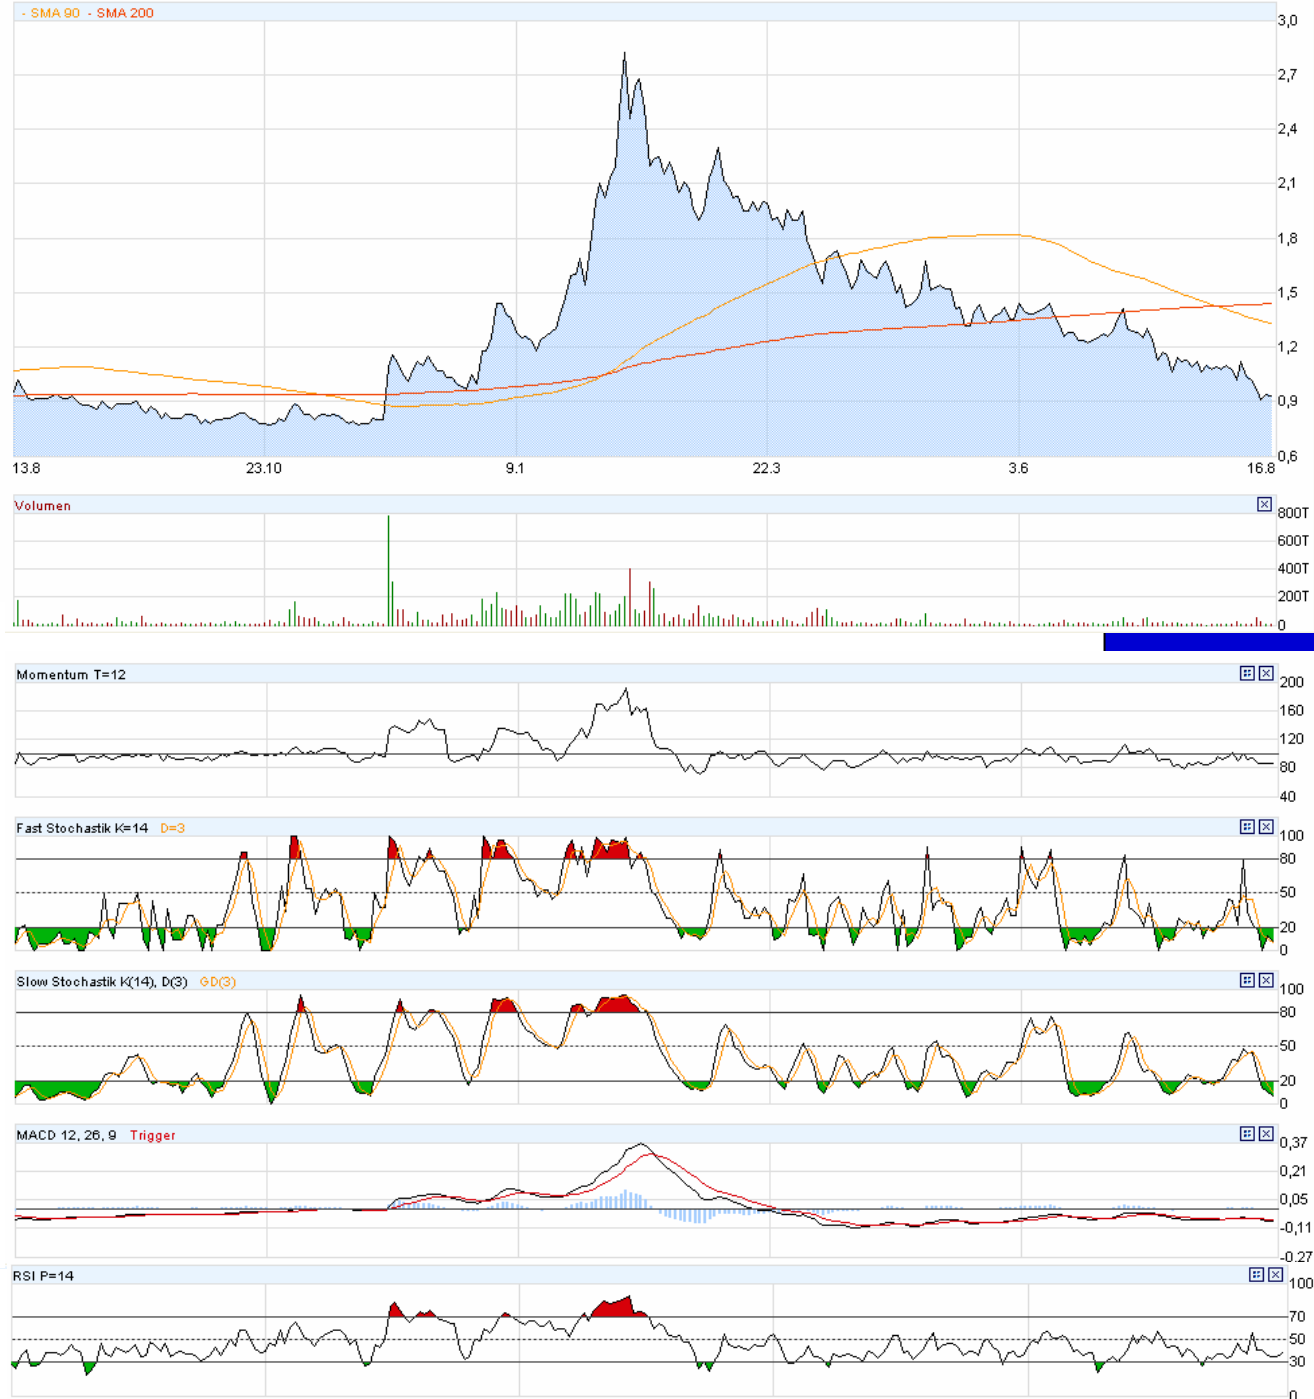 - SMA 90 - SMA 200
3,0
2,7
2,4
2,1
1,8
1,5
1,2
0,9
0,6
13.8 23.10 9.1 22.3 3.6 16.8
Volumen
800T
600T
400T
200T
0
Momentum T=12
200
160
120
80
40
Fast Stochastik K=14 D=3
100
80
50
20
0
Slow Stochastik K(14), D(3) GD(3)
100
80
50
20
0
MACD 12, 26, 9 Trigger
0,37
0,21
0,05
-0,11
-0.27
RSI P=14
100
70
50
30
0